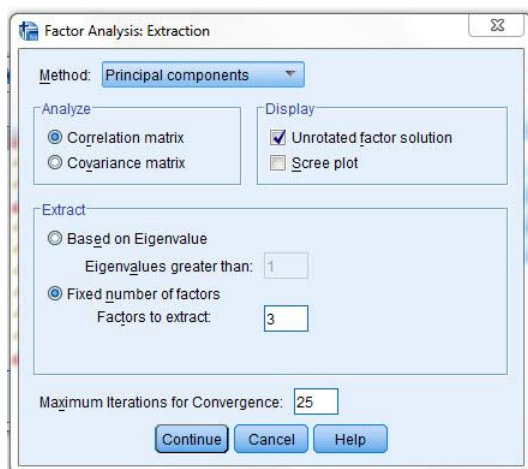 Factor Analysis: Extraction
Method: Principal components
Analyze
Correlation matrix
Covariance matrix
Display
Unrotated factor solution
Scree plot
Extract
Based on Eigenvalue
Eigenvalues greater than: 1
Fixed number of factors
Factors to extract: 3
Maximum Iterations for Convergence: 25
Continue Cancel Help